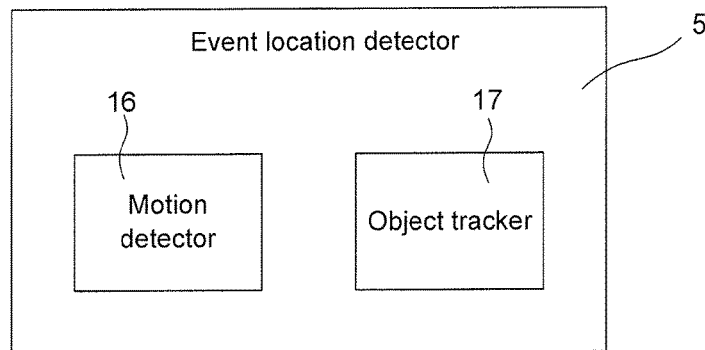 Event location detector
5
16
17
Motion
detector
Object tracker